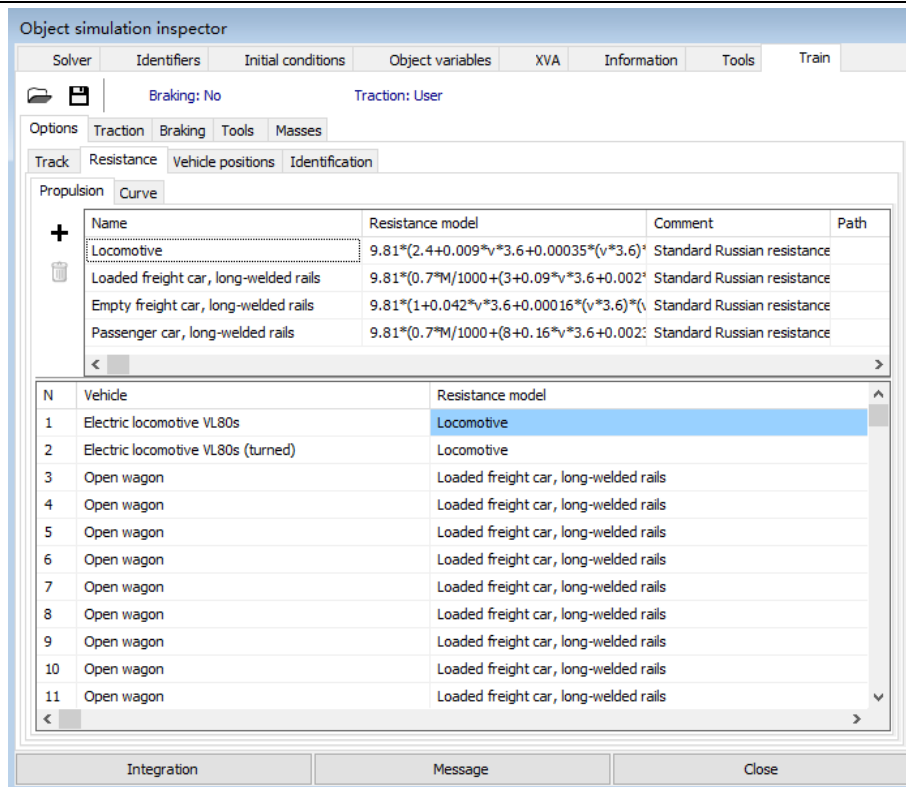 Object simulation inspector
Solver Identifiers Initial conditions Object variables XVA Information Tools Train
Braking: No Traction: User
Options Traction Braking Tools Masses
Track Resistance Vehicle positions Identification
Propulsion Curve
Name Resistance model Comment Path
Locomotive 9.81*(2.4+0.009*v*3.6+0.00035*(v*3.6)* Standard Russian resistance
Loaded freight car, long-welded rails 9.81*(0.7*M/1000+(3+0.09*v*3.6+0.002* Standard Russian resistance
Empty freight car, long-welded rails 9.81*(1+0.042*v*3.6+0.00016*(v*3.6)*(v Standard Russian resistance
Passenger car, long-welded rails 9.81*(0.7*M/1000+(8+0.16*v*3.6+0.0023 Standard Russian resistance
N Vehicle Resistance model
1 Electric locomotive VL80s Locomotive
2 Electric locomotive VL80s (turned) Locomotive
3 Open wagon Loaded freight car, long-welded rails
4 Open wagon Loaded freight car, long-welded rails
5 Open wagon Loaded freight car, long-welded rails
6 Open wagon Loaded freight car, long-welded rails
7 Open wagon Loaded freight car, long-welded rails
8 Open wagon Loaded freight car, long-welded rails
9 Open wagon Loaded freight car, long-welded rails
10 Open wagon Loaded freight car, long-welded rails
11 Open wagon Loaded freight car, long-welded rails
Integration Message Close